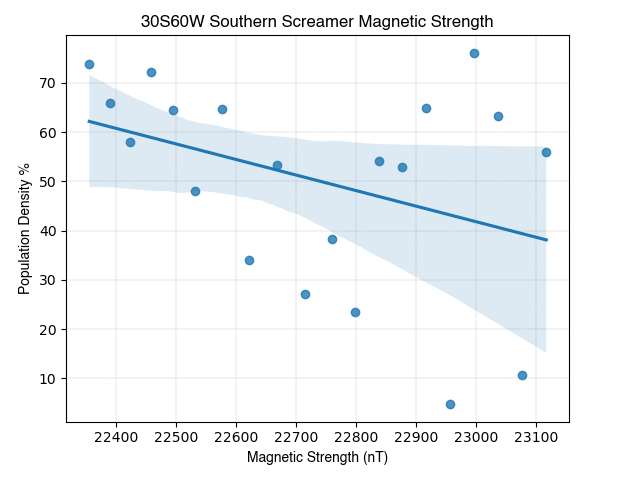 30S60W Southern Screamer Magnetic Strength
Population Density %
70
60
50
40
30
20
10
22400 22500 22600 22700 22800 22900 23000 23100
Magnetic Strength (nT)